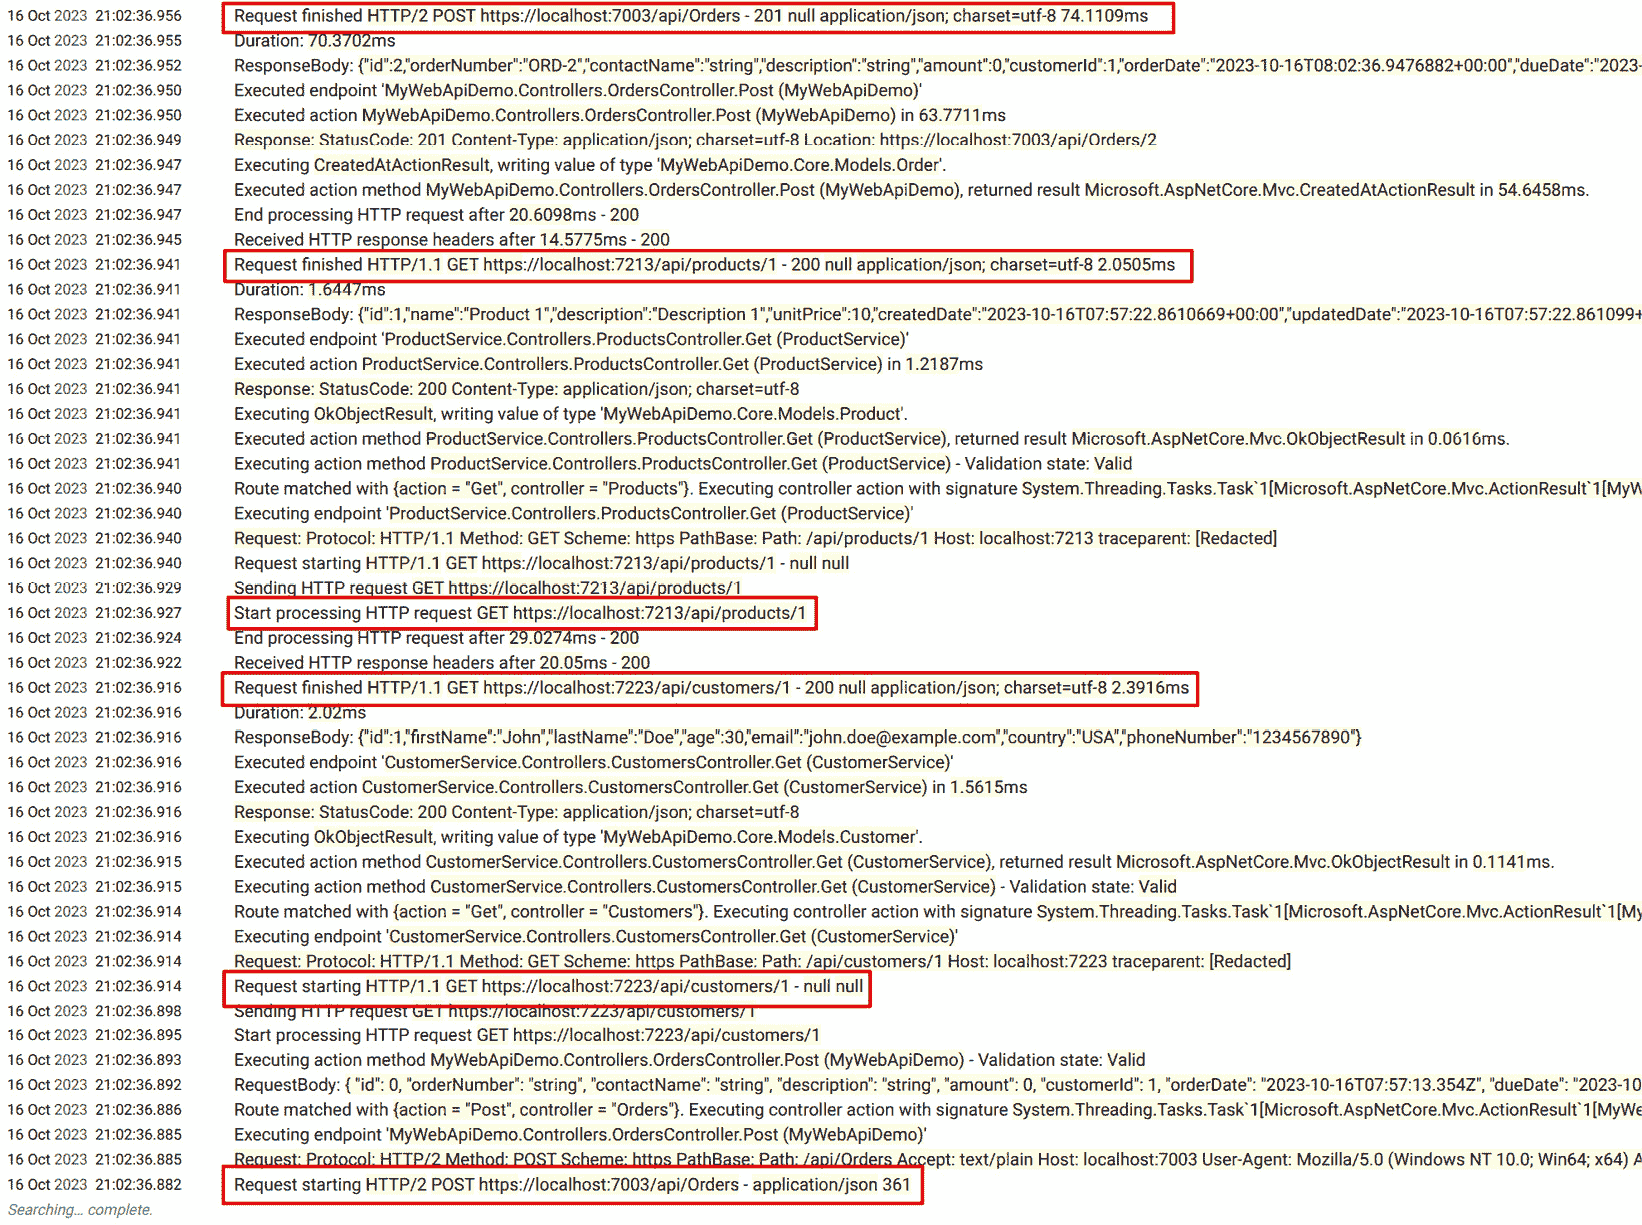 16 Oct 2023 21:02:36.956 Request finished HTTP/2 POST https://localhost:7003/api/Orders - 201 null application/json; charset=utf-8 74.1109ms
16 Oct 2023 21:02:36.955 Duration: 70.3702ms
16 Oct 2023 21:02:36.952 ResponseBody: {"id":2,"orderNumber":"ORD-2","contactName":"string","description":"string","amount":0,"customerId":1,"orderDate":"2023-10-16T08:02:36.9476882+00:00","dueDate":"2023-
16 Oct 2023 21:02:36.950 Executed endpoint 'MyWebApiDemo.Controllers.OrdersController.Post (MyWebApiDemo)'
16 Oct 2023 21:02:36.950 Executed action MyWebApiDemo.Controllers.OrdersController.Post (MyWebApiDemo) in 63.7711ms
16 Oct 2023 21:02:36.949 Response: StatusCode: 201 Content-Type: application/json; charset=utf-8 Location: https://localhost:7003/api/Orders/2
16 Oct 2023 21:02:36.947 Executing CreatedAtActionResult, writing value of type 'MyWebApiDemo.Core.Models.Order'.
16 Oct 2023 21:02:36.947 Executed action method MyWebApiDemo.Controllers.OrdersController.Post (MyWebApiDemo), returned result Microsoft.AspNetCore.Mvc.CreatedAtActionResult in 54.6458ms.
16 Oct 2023 21:02:36.947 End processing HTTP request after 20.6098ms - 200
16 Oct 2023 21:02:36.945 Received HTTP response headers after 14.5775ms - 200
16 Oct 2023 21:02:36.941 Request finished HTTP/1.1 GET https://localhost:7213/api/products/1 - 200 null application/json; charset=utf-8 2.0505ms
16 Oct 2023 21:02:36.941 Duration: 1.6447ms
16 Oct 2023 21:02:36.941 ResponseBody: {"id":1,"name":"Product 1","description":"Description 1","unitPrice":10,"createdDate":"2023-10-16T07:57:22.8610669+00:00","updatedDate":"2023-10-16T07:57:22.861099+
16 Oct 2023 21:02:36.941 Executed endpoint 'ProductService.Controllers.ProductsController.Get (ProductService)'
16 Oct 2023 21:02:36.941 Executed action ProductService.Controllers.ProductsController.Get (ProductService) in 1.2187ms
16 Oct 2023 21:02:36.941 Response: StatusCode: 200 Content-Type: application/json; charset=utf-8
16 Oct 2023 21:02:36.941 Executing OkObjectResult, writing value of type 'MyWebApiDemo.Core.Models.Product'.
16 Oct 2023 21:02:36.941 Executed action method ProductService.Controllers.ProductsController.Get (ProductService), returned result Microsoft.AspNetCore.Mvc.OkObjectResult in 0.0616ms.
16 Oct 2023 21:02:36.941 Executing action method ProductService.Controllers.ProductsController.Get (ProductService) - Validation state: Valid
16 Oct 2023 21:02:36.940 Route matched with {action = "Get", controller = "Products"}. Executing controller action with signature System.Threading.Tasks.Task`1[Microsoft.AspNetCore.Mvc.ActionResult`1[MyW
16 Oct 2023 21:02:36.940 Executing endpoint 'ProductService.Controllers.ProductsController.Get (ProductService)'
16 Oct 2023 21:02:36.940 Request: Protocol: HTTP/1.1 Method: GET Scheme: https PathBase: Path: /api/products/1 Host: localhost:7213 traceparent: [Redacted]
16 Oct 2023 21:02:36.940 Request starting HTTP/1.1 GET https://localhost:7213/api/products/1 - null null
16 Oct 2023 21:02:36.929 Sending HTTP request GET https://localhost:7213/api/products/1
16 Oct 2023 21:02:36.927 Start processing HTTP request GET https://localhost:7213/api/products/1
16 Oct 2023 21:02:36.924 End processing HTTP request after 29.0274ms - 200
16 Oct 2023 21:02:36.922 Received HTTP response headers after 20.05ms - 200
16 Oct 2023 21:02:36.916 Request finished HTTP/1.1 GET https://localhost:7223/api/customers/1 - 200 null application/json; charset=utf-8 2.3916ms
16 Oct 2023 21:02:36.916 Duration: 2.02ms
16 Oct 2023 21:02:36.916 ResponseBody: {"id":1,"firstName":"John","lastName":"Doe","age":30,"email":"john.doe@example.com","country":"USA","phoneNumber":"1234567890"}
16 Oct 2023 21:02:36.916 Executed endpoint 'CustomerService.Controllers.CustomersController.Get (CustomerService)'
16 Oct 2023 21:02:36.916 Executed action CustomerService.Controllers.CustomersController.Get (CustomerService) in 1.5615ms
16 Oct 2023 21:02:36.916 Response: StatusCode: 200 Content-Type: application/json; charset=utf-8
16 Oct 2023 21:02:36.916 Executing OkObjectResult, writing value of type 'MyWebApiDemo.Core.Models.Customer'.
16 Oct 2023 21:02:36.915 Executed action method CustomerService.Controllers.CustomersController.Get (CustomerService), returned result Microsoft.AspNetCore.Mvc.OkObjectResult in 0.1141ms.
16 Oct 2023 21:02:36.915 Executing action method CustomerService.Controllers.CustomersController.Get (CustomerService) - Validation state: Valid
16 Oct 2023 21:02:36.914 Route matched with {action = "Get", controller = "Customers"}. Executing controller action with signature System.Threading.Tasks.Task`1[Microsoft.AspNetCore.Mvc.ActionResult`1[My
16 Oct 2023 21:02:36.914 Executing endpoint 'CustomerService.Controllers.CustomersController.Get (CustomerService)'
16 Oct 2023 21:02:36.914 Request: Protocol: HTTP/1.1 Method: GET Scheme: https PathBase: Path: /api/customers/1 Host: localhost:7223 traceparent: [Redacted]
16 Oct 2023 21:02:36.914 Request starting HTTP/1.1 GET https://localhost:7223/api/customers/1 - null null
16 Oct 2023 21:02:36.898 Sending HTTP request GET https://localhost:7223/api/customers/1
16 Oct 2023 21:02:36.895 Start processing HTTP request GET https://localhost:7223/api/customers/1
16 Oct 2023 21:02:36.893 Executing action method MyWebApiDemo.Controllers.OrdersController.Post (MyWebApiDemo) - Validation state: Valid
16 Oct 2023 21:02:36.892 RequestBody: { "id": 0, "orderNumber": "string", "contactName": "string", "description": "string", "amount": 0, "customerId": 1, "orderDate": "2023-10-16T07:57:13.354Z", "dueDate": "2023-10
16 Oct 2023 21:02:36.886 Route matched with {action = "Post", controller = "Orders"}. Executing controller action with signature System.Threading.Tasks.Task`1[Microsoft.AspNetCore.Mvc.ActionResult`1[MyWe
16 Oct 2023 21:02:36.885 Executing endpoint 'MyWebApiDemo.Controllers.OrdersController.Post (MyWebApiDemo)'
16 Oct 2023 21:02:36.885 Request: Protocol: HTTP/2 Method: POST Scheme: https PathBase: Path: /api/Orders Accept: text/plain Host: localhost:7003 User-Agent: Mozilla/5.0 (Windows NT 10.0; Win64; x64) A
16 Oct 2023 21:02:36.882 Request starting HTTP/2 POST https://localhost:7003/api/Orders - application/json 361
Searching... complete.